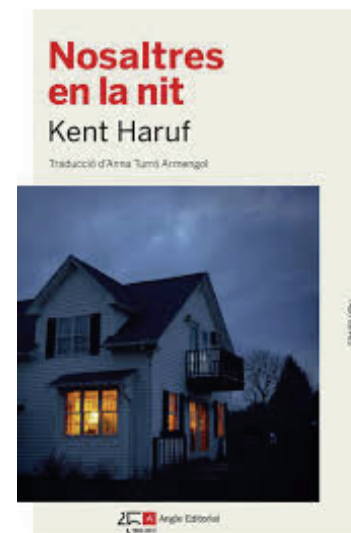 Nosaltres
en la nit
Kent Haruf
Traducció d'Anna Turró Armengol
Angle Editorial